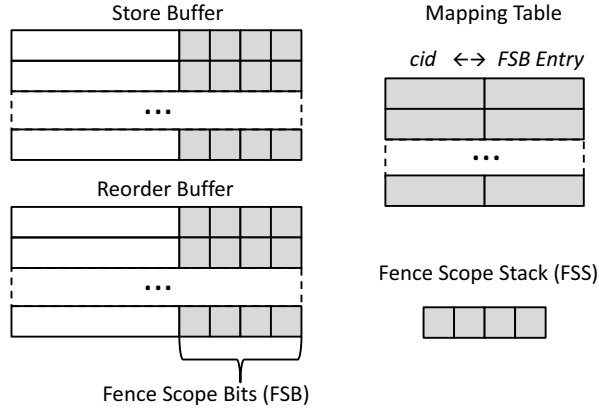 Store Buffer
...
Reorder Buffer
...
Fence Scope Bits (FSB)
Mapping Table
cid ←→ FSB Entry
...
Fence Scope Stack (FSS)